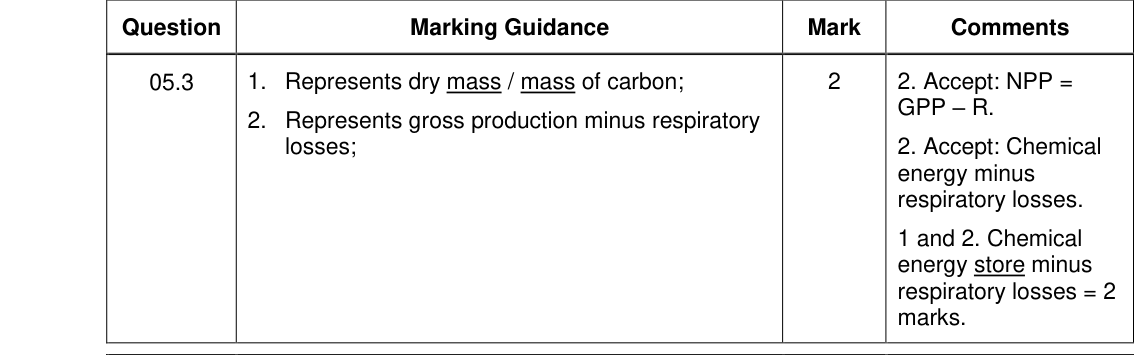 Question Marking Guidance Mark Comments
05.3
1. Represents dry mass / mass of carbon;
2. Represents gross production minus respiratory
losses;
2
2. Accept: NPP =
GPP – R.
2. Accept: Chemical
energy minus
respiratory losses.
1 and 2. Chemical
energy store minus
respiratory losses = 2
marks.